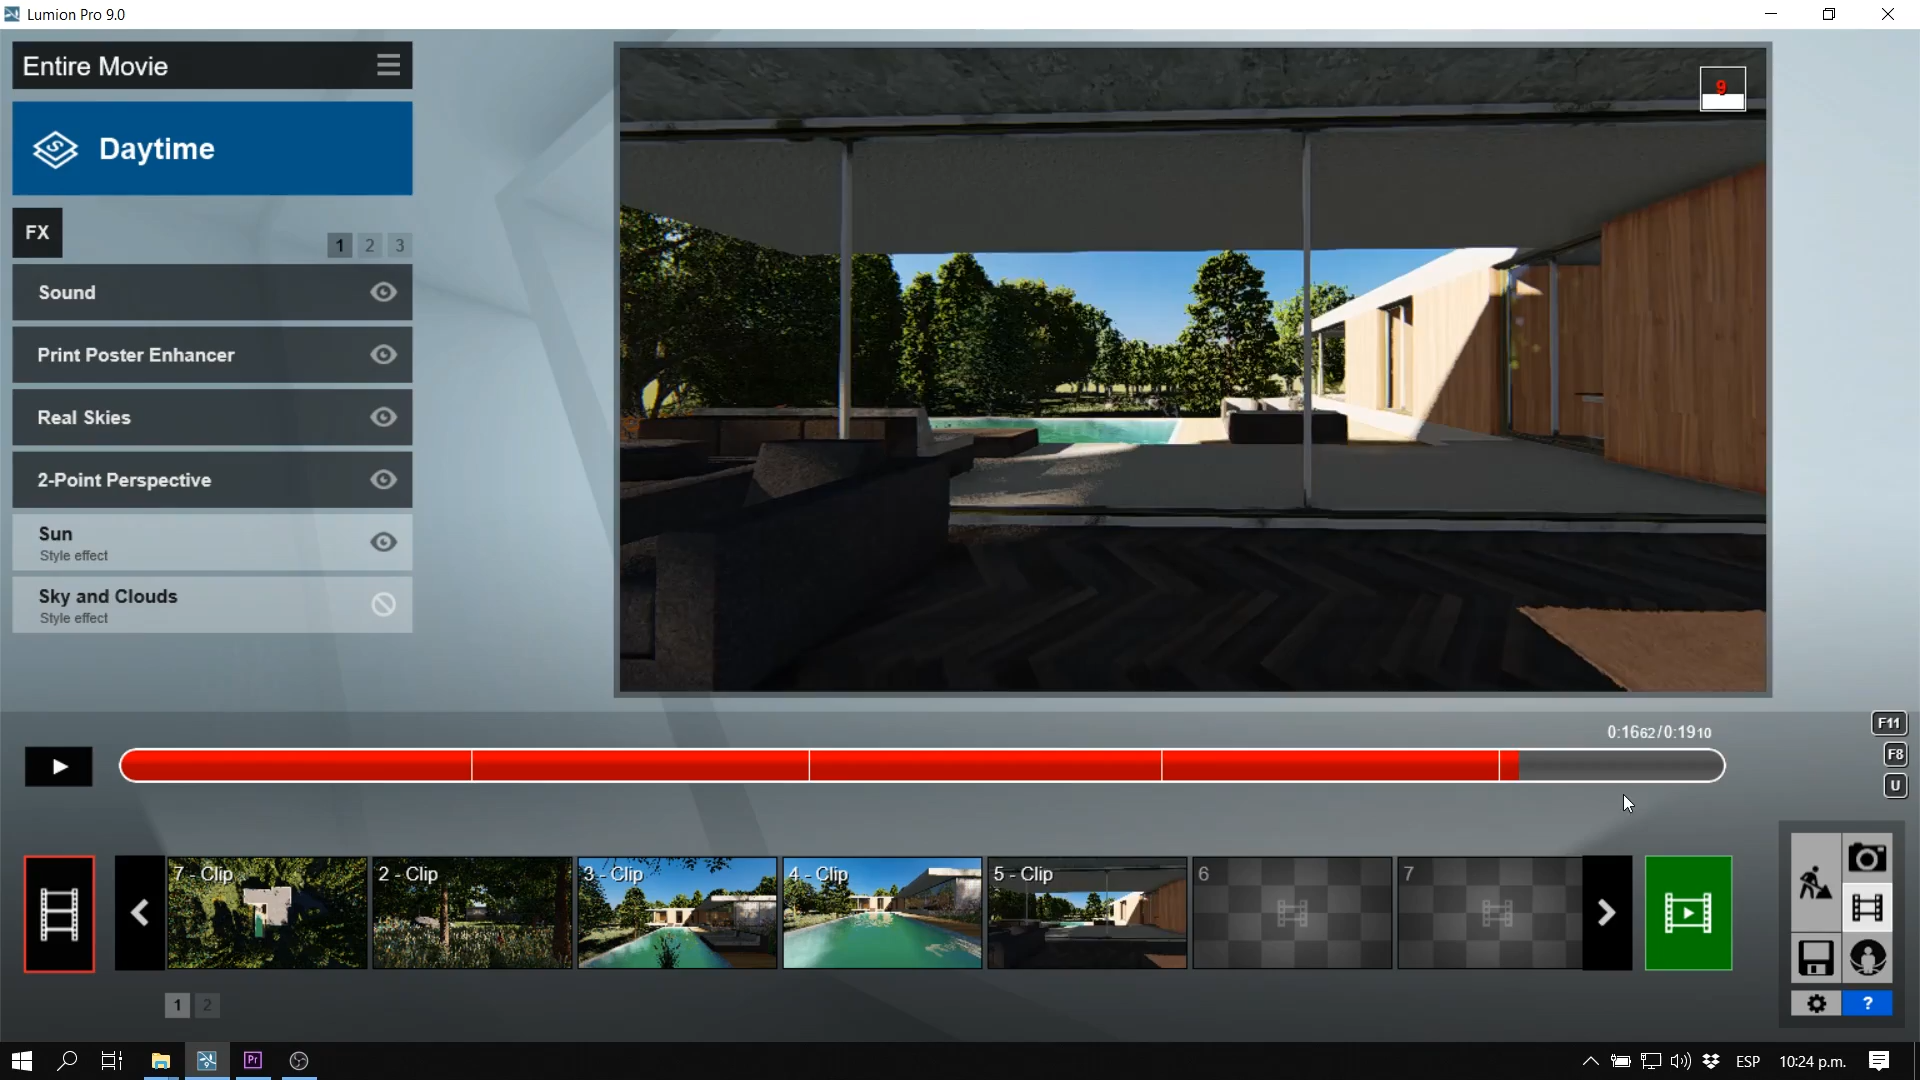 Lumion Pro 9.0
Entire Movie
9
Daytime
FX
1 2 3
Sound
Print Poster Enhancer
Real Skies
2-Point Perspective
Sun
Style effect
Sky and Clouds
Style effect
0:1662/0:1910
F11
F8
U
7 - Clip
2 - Clip
3 - Clip
4 - Clip
5 - Clip
6
7
1 2
?
Pr
ESP
10:24 p.m.